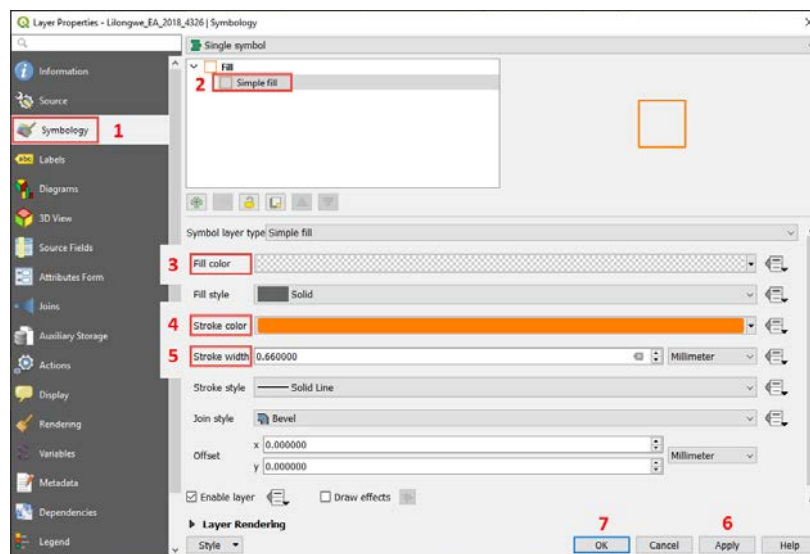 Layer Properties - Lilongwe_EA_2018_4326 | Symbology
Single symbol
Information
Source
Symbology
1
Labels
Diagrams
3D View
Source Fields
Attributes Form
Joins
Auxiliary Storage
Actions
Display
Rendering
Variables
Metadata
Dependencies
Legend
Fill
2
Simple fill
Symbol layer type Simple fill
3 Fill color
Fill style Solid
4 Stroke color
5 Stroke width 0.660000 Millimeter
Stroke style Solid Line
Join style Bevel
Offset
x 0.000000
y 0.000000
Millimeter
Enable layer
Draw effects
Layer Rendering
7
6
Style
OK
Cancel
Apply
Help